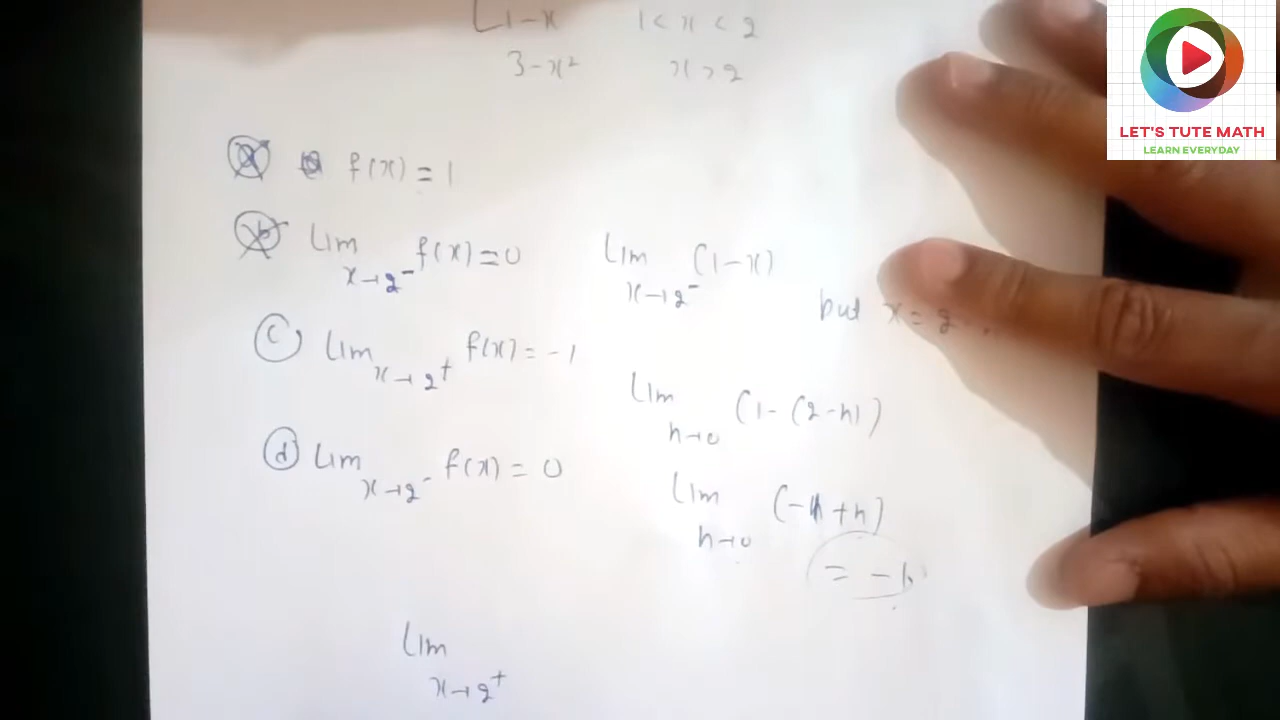 1-x 1 < x < 2
3-x² x > 2
LET'S TUTE MATH
LEARN EVERYDAY
f(x) = 1
b Lim x→2⁻ f(x) = 0 Lim x→2⁻ (1-x)
but x = 2
c Lim x→2⁺ f(x) = -1
Lim h→0 (1-(2-h))
d Lim x→2⁻ f(x) = 0
Lim h→0 (-1+h)
= -1
Lim x→2⁺